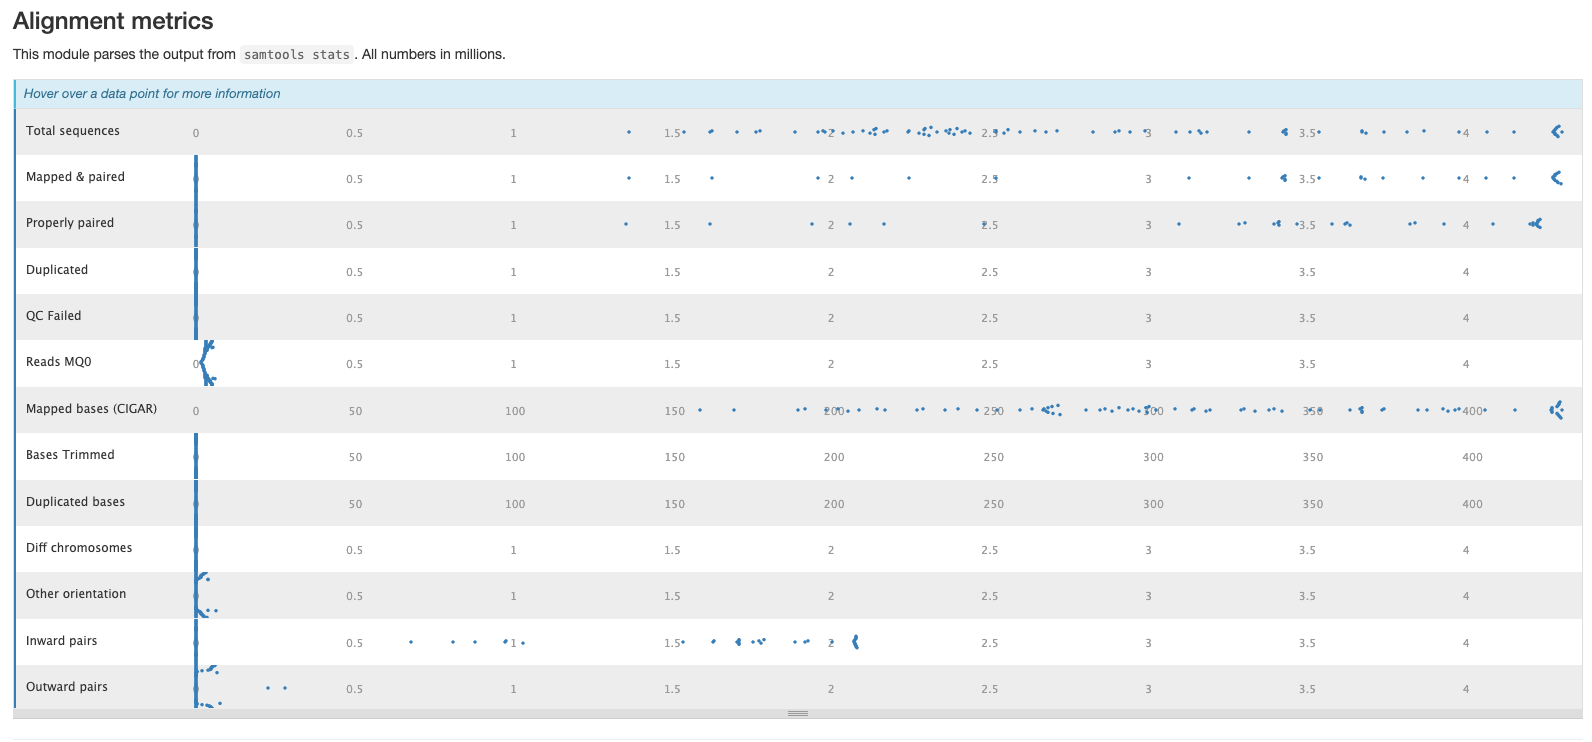 Alignment metrics
This module parses the output from samtools stats. All numbers in millions.
Hover over a data point for more information
Total sequences 0 0.5 1 1.5 2 2.5 3 3.5 4
Mapped & paired 0 0.5 1 1.5 2 2.5 3 3.5 4
Properly paired 0 0.5 1 1.5 2 2.5 3 3.5 4
Duplicated 0 0.5 1 1.5 2 2.5 3 3.5 4
QC Failed 0 0.5 1 1.5 2 2.5 3 3.5 4
Reads MQ0 0 0.5 1 1.5 2 2.5 3 3.5 4
Mapped bases (CIGAR) 0 50 100 150 200 250 300 350 400
Bases Trimmed 0 50 100 150 200 250 300 350 400
Duplicated bases 0 50 100 150 200 250 300 350 400
Diff chromosomes 0 0.5 1 1.5 2 2.5 3 3.5 4
Other orientation 0 0.5 1 1.5 2 2.5 3 3.5 4
Inward pairs 0 0.5 1 1.5 2 2.5 3 3.5 4
Outward pairs 0 0.5 1 1.5 2 2.5 3 3.5 4